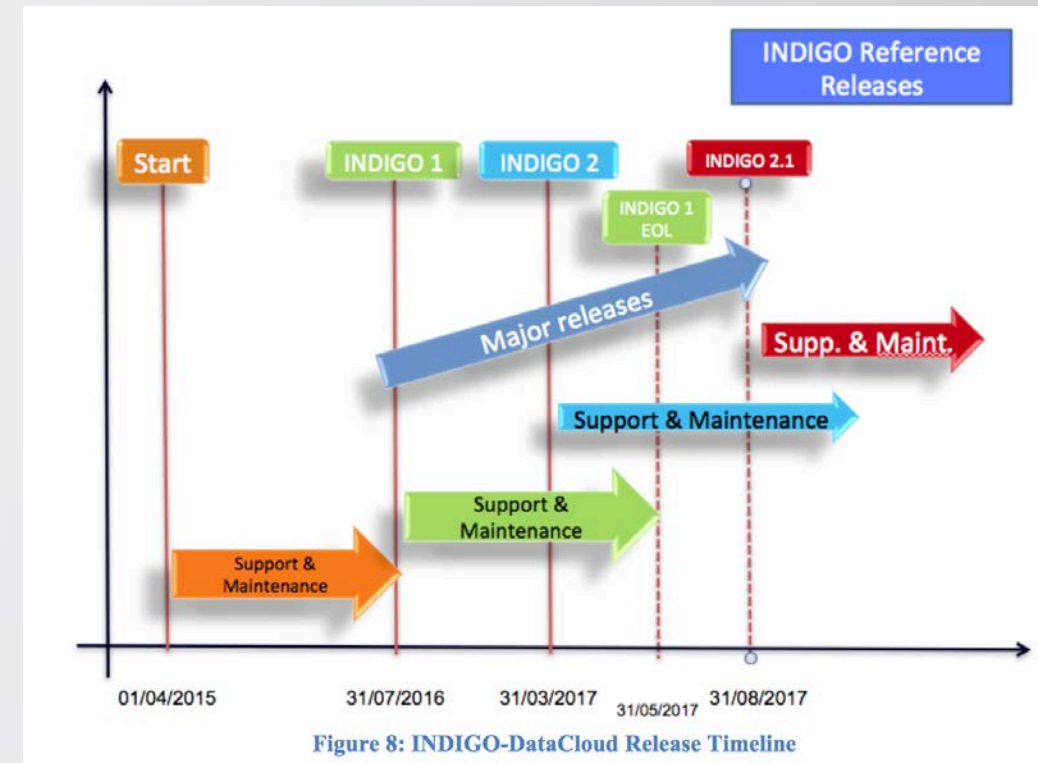 INDIGO Reference
Releases
Start
INDIGO 1
INDIGO 2
INDIGO 2.1
INDIGO 1
EOL
Major releases
Supp. & Maint.
Support & Maintenance
Support &
Maintenance
Support &
Maintenance
01/04/2015
31/07/2016
31/03/2017
31/05/2017
31/08/2017
Figure 8: INDIGO-DataCloud Release Timeline